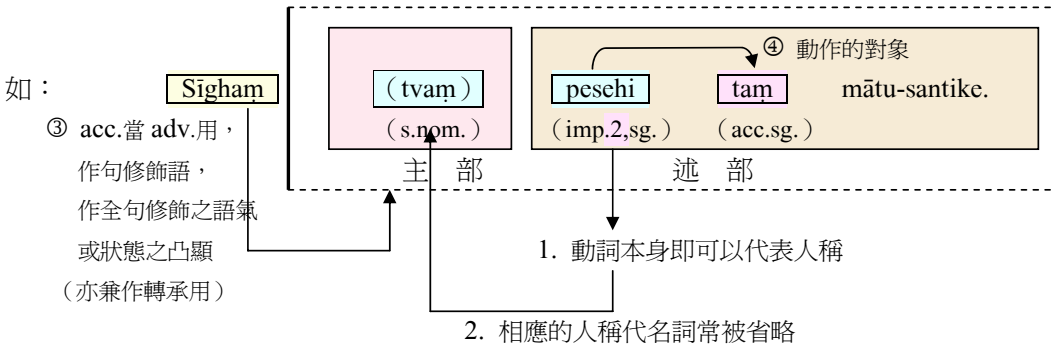 ④ 動作的對象
如： Sīghaṃ （tvaṃ） pesehi taṃ mātu-santike.
（s.nom.） （imp.2,sg.） （acc.sg.）
主 部 述 部
③ acc.當 adv.用，
作句修飾語，
作全句修飾之語氣
或狀態之凸顯
（亦兼作轉承用）
1. 動詞本身即可以代表人稱
2. 相應的人稱代名詞常被省略